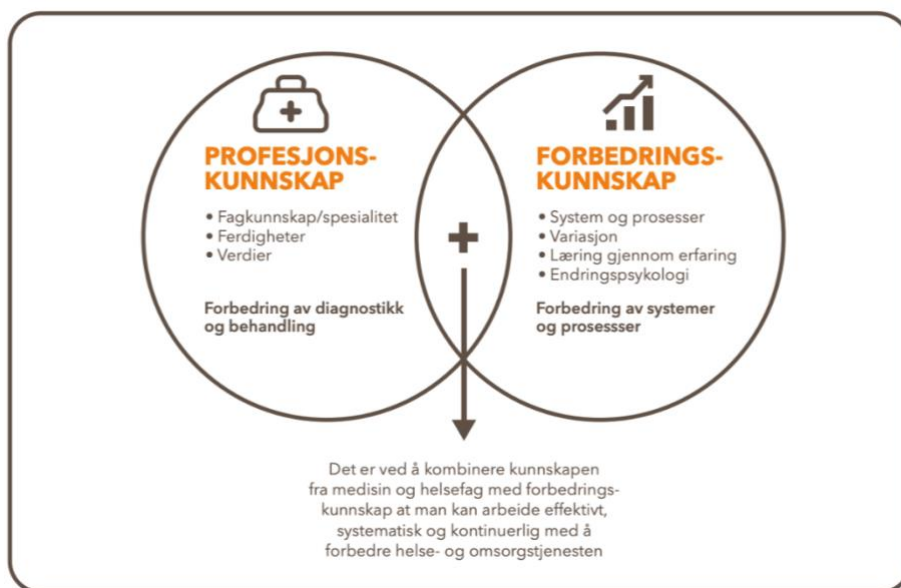 PROFESJONS-
KUNNSKAP
• Fagkunnskap/spesialitet
• Ferdigheter
• Verdier
Forbedring av diagnostikk
og behandling
+
FORBEDRINGS-
KUNNSKAP
• System og prosesser
• Variasjon
• Læring gjennom erfaring
• Endringspsykologi
Forbedring av systemer
og prosessser
Det er ved å kombinere kunnskapen
fra medisin og helsefag med forbedrings-
kunnskap at man kan arbeide effektivt,
systematisk og kontinuerlig med å
forbedre helse- og omsorgstjenesten